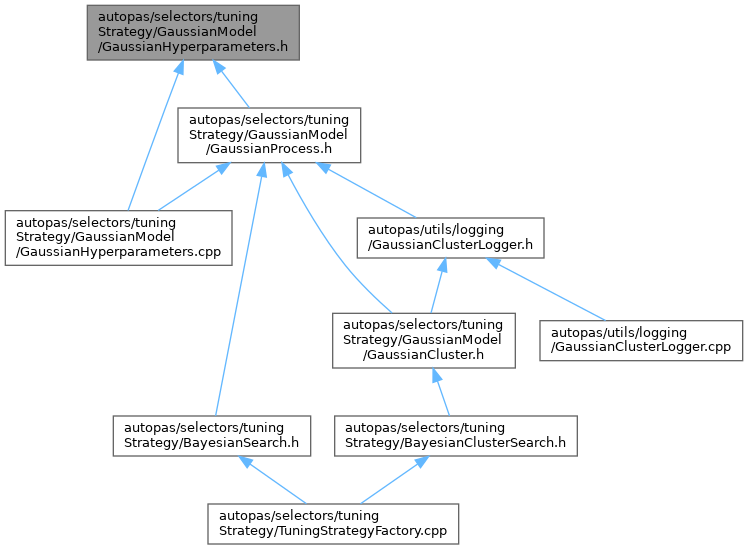 autopas/selectors/tuning
Strategy/GaussianModel
/GaussianHyperparameters.h
autopas/selectors/tuning
Strategy/GaussianModel
/GaussianProcess.h
autopas/selectors/tuning
Strategy/GaussianModel
/GaussianHyperparameters.cpp
autopas/utils/logging
/GaussianClusterLogger.h
autopas/selectors/tuning
Strategy/GaussianModel
/GaussianCluster.h
autopas/utils/logging
/GaussianClusterLogger.cpp
autopas/selectors/tuning
Strategy/BayesianSearch.h
autopas/selectors/tuning
Strategy/BayesianClusterSearch.h
autopas/selectors/tuning
Strategy/TuningStrategyFactory.cpp